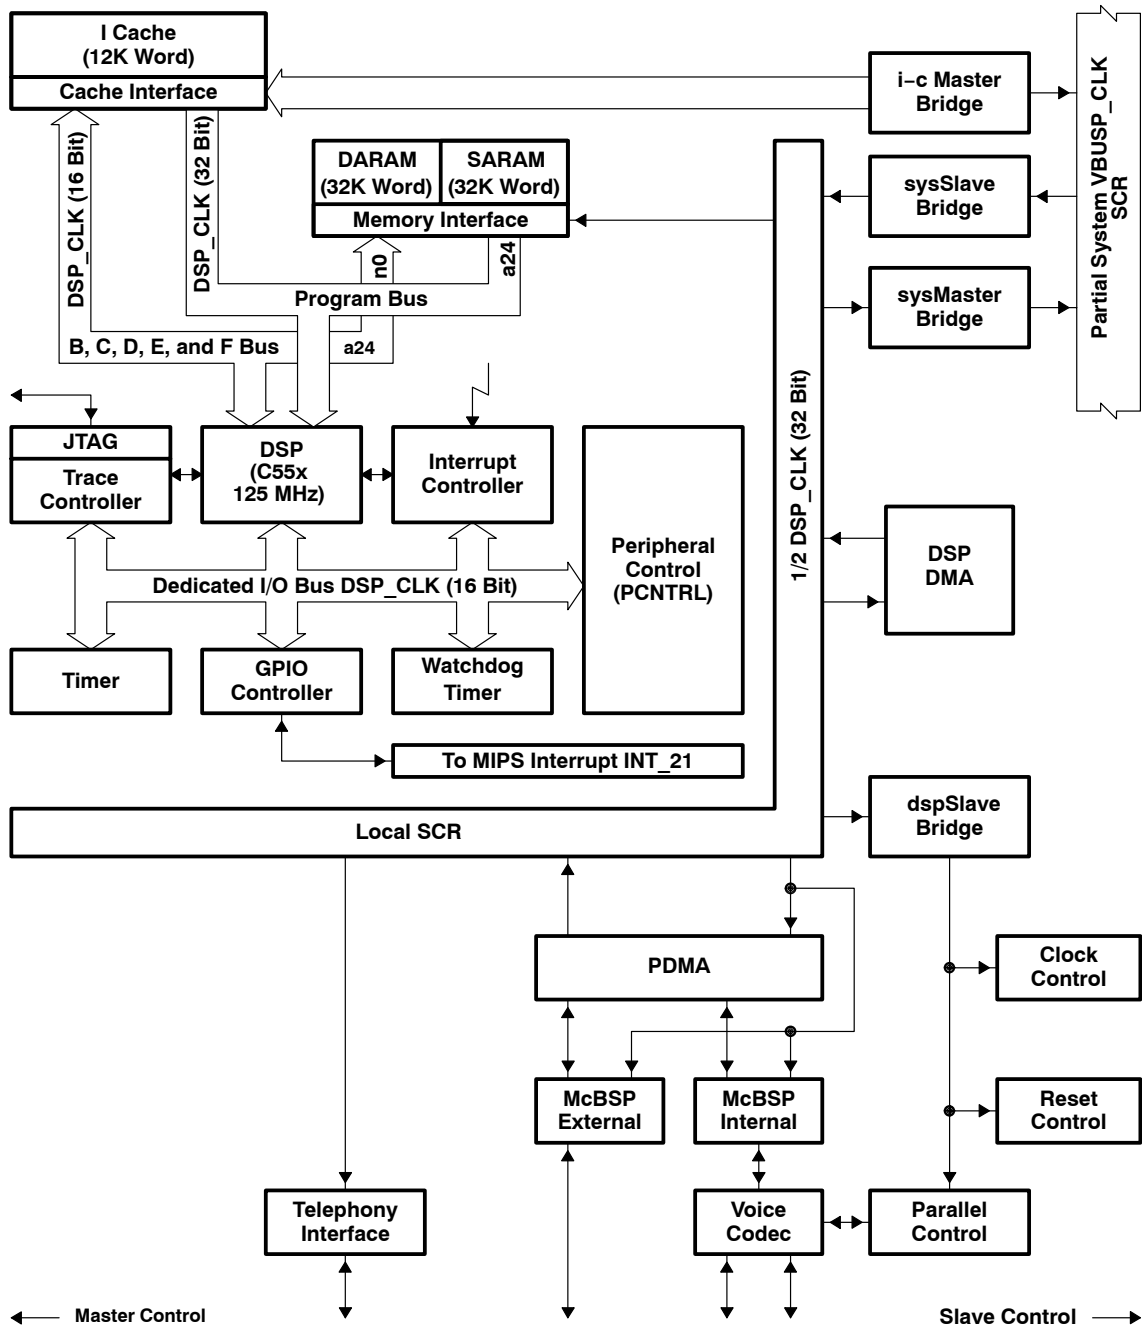 I Cache
(12K Word)
Cache Interface
i−c Master
Bridge
Partial System VBUSP_CLK
SCR
DSP_CLK (16 Bit)
DSP_CLK (32 Bit)
DARAM
(32K Word)
SARAM
(32K Word)
Memory Interface
sysSlave
Bridge
n0
a24
Program Bus
sysMaster
Bridge
B, C, D, E, and F Bus
a24
1/2 DSP_CLK (32 Bit)
JTAG
Trace
Controller
DSP
(C55x
125 MHz)
Interrupt
Controller
Peripheral
Control
(PCNTRL)
DSP
DMA
Dedicated I/O Bus DSP_CLK (16 Bit)
Timer
GPIO
Controller
Watchdog
Timer
To MIPS Interrupt INT_21
Local SCR
dspSlave
Bridge
PDMA
Clock
Control
McBSP
External
McBSP
Internal
Reset
Control
Telephony
Interface
Voice
Codec
Parallel
Control
Master Control
Slave Control